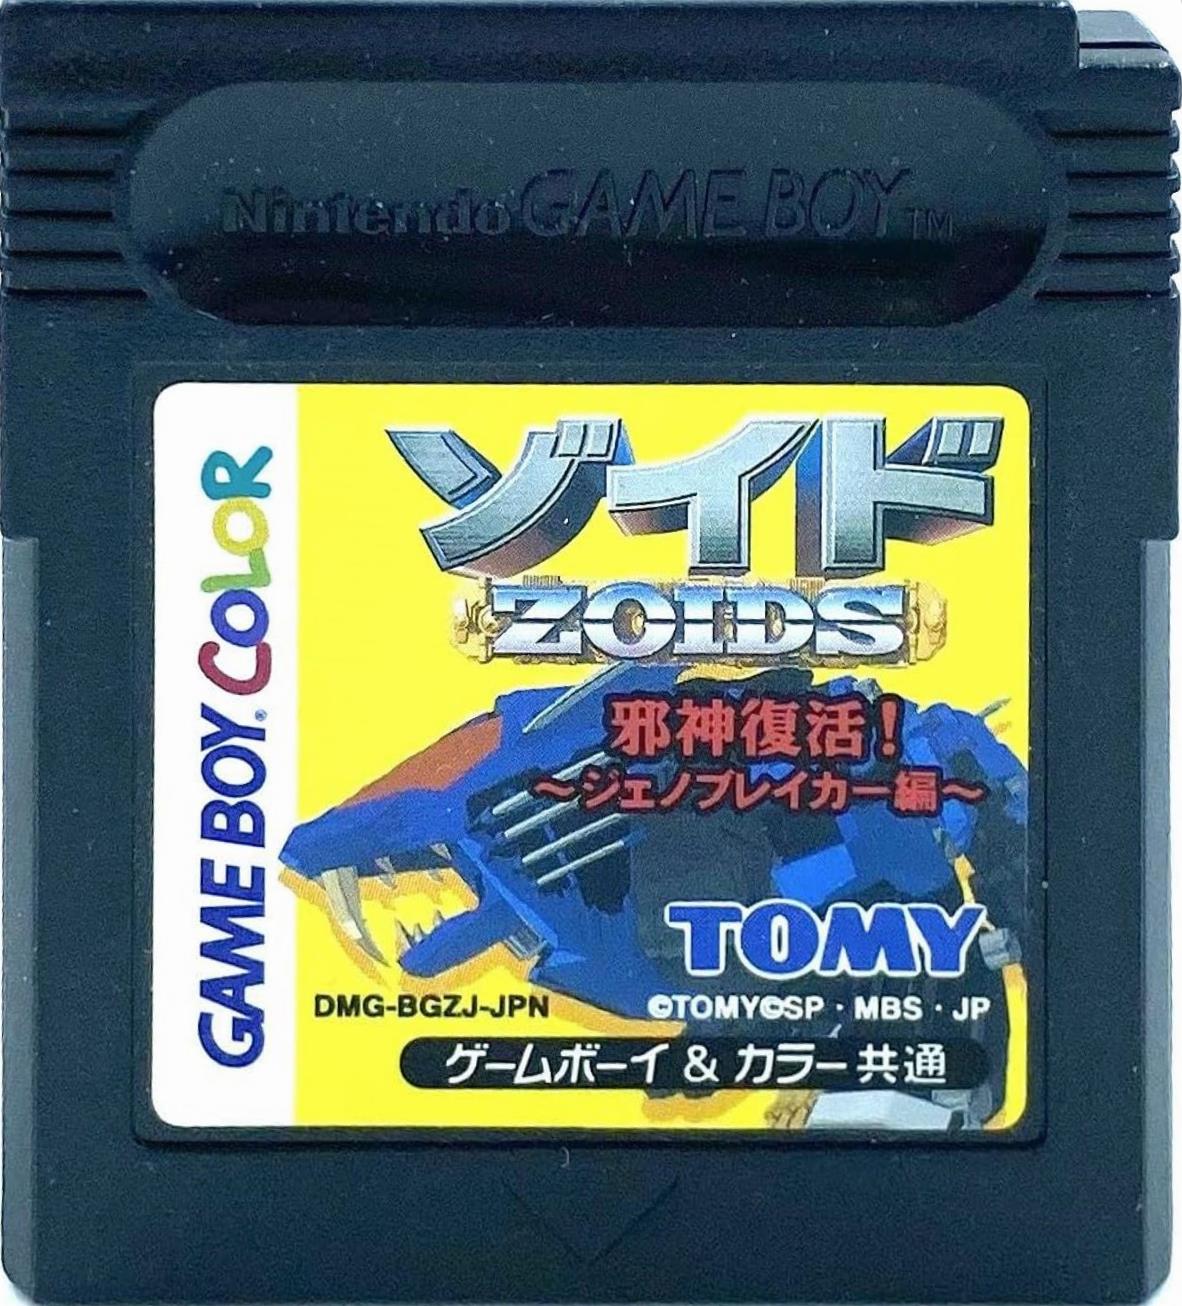 Nintendo GAME BOY™
GAME BOY® COLOR
ゾイド
ZOIDS
邪神復活!
~ジェノブレイカー編~
TOMY
DMG-BGZJ-JPN
©TOMY©SP・MBS・JP
ゲームボーイ & カラー共通